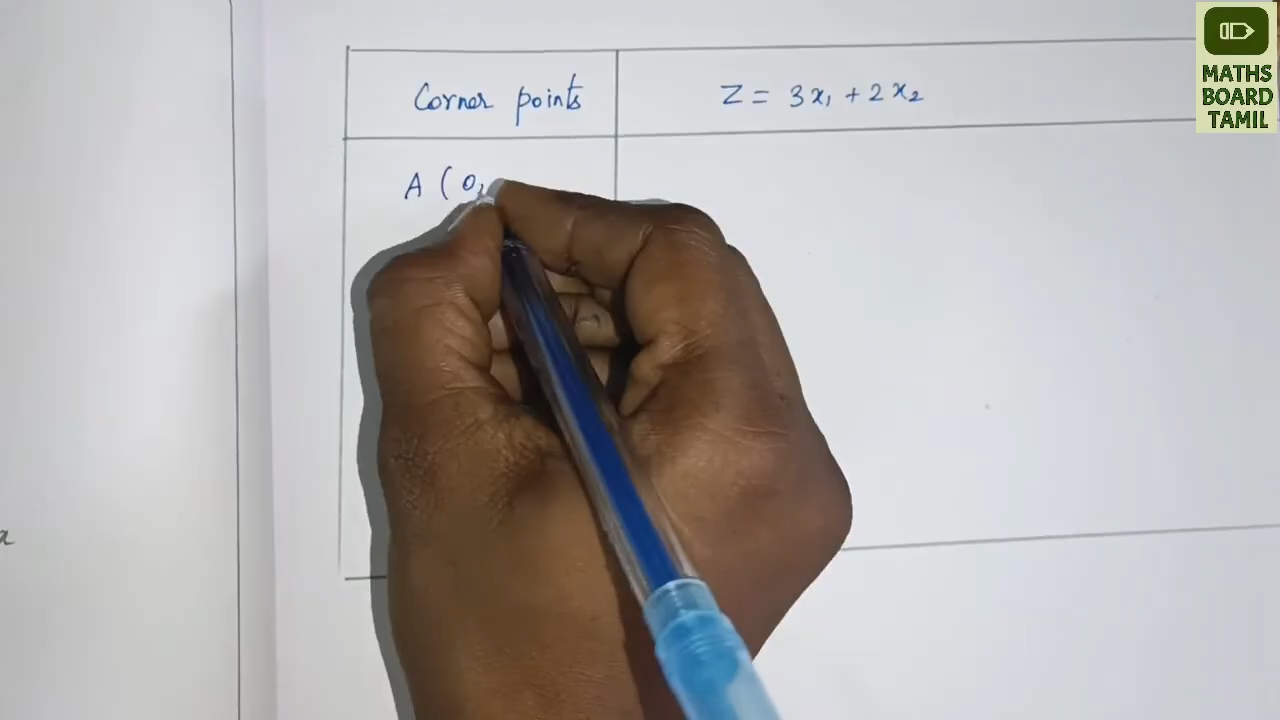 Corner points
Z = 3x₁ + 2x₂
A (0,
MATHS
BOARD
TAMIL